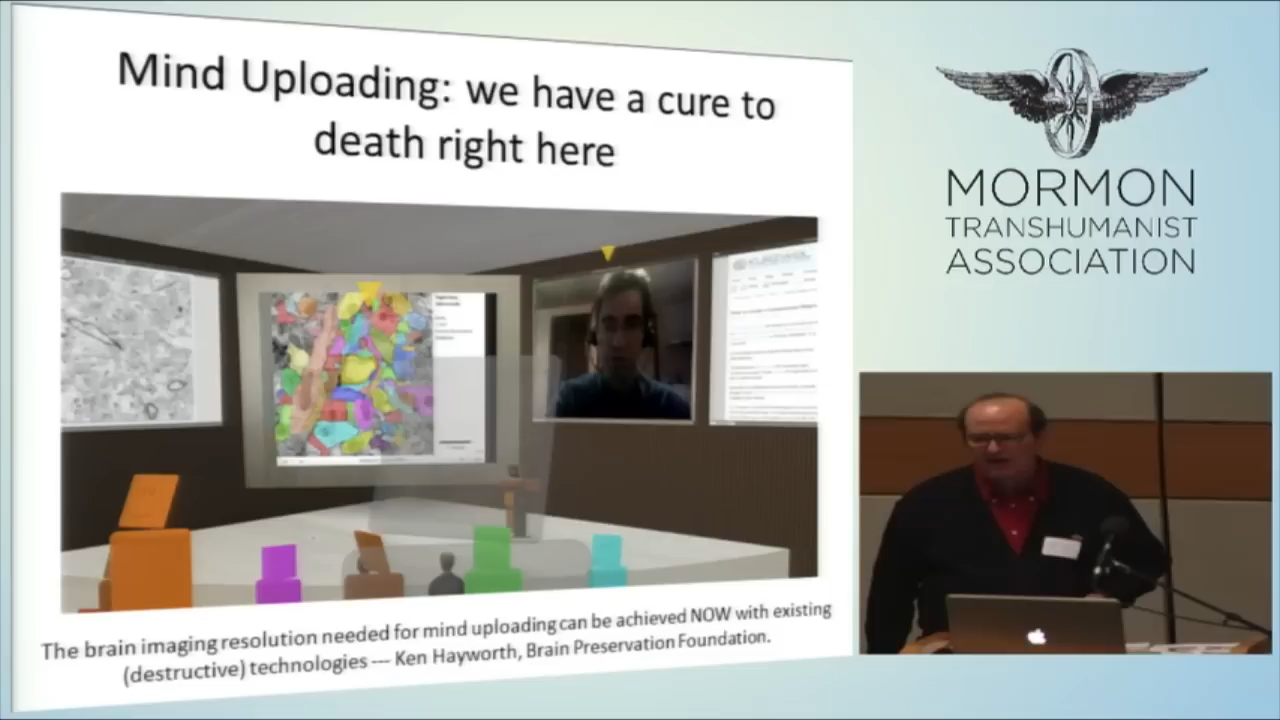 Mind Uploading: we have a cure to
death right here
The brain imaging resolution needed for mind uploading can be achieved NOW with existing
(destructive) technologies --- Ken Hayworth, Brain Preservation Foundation.
MORMON
TRANSHUMANIST
ASSOCIATION